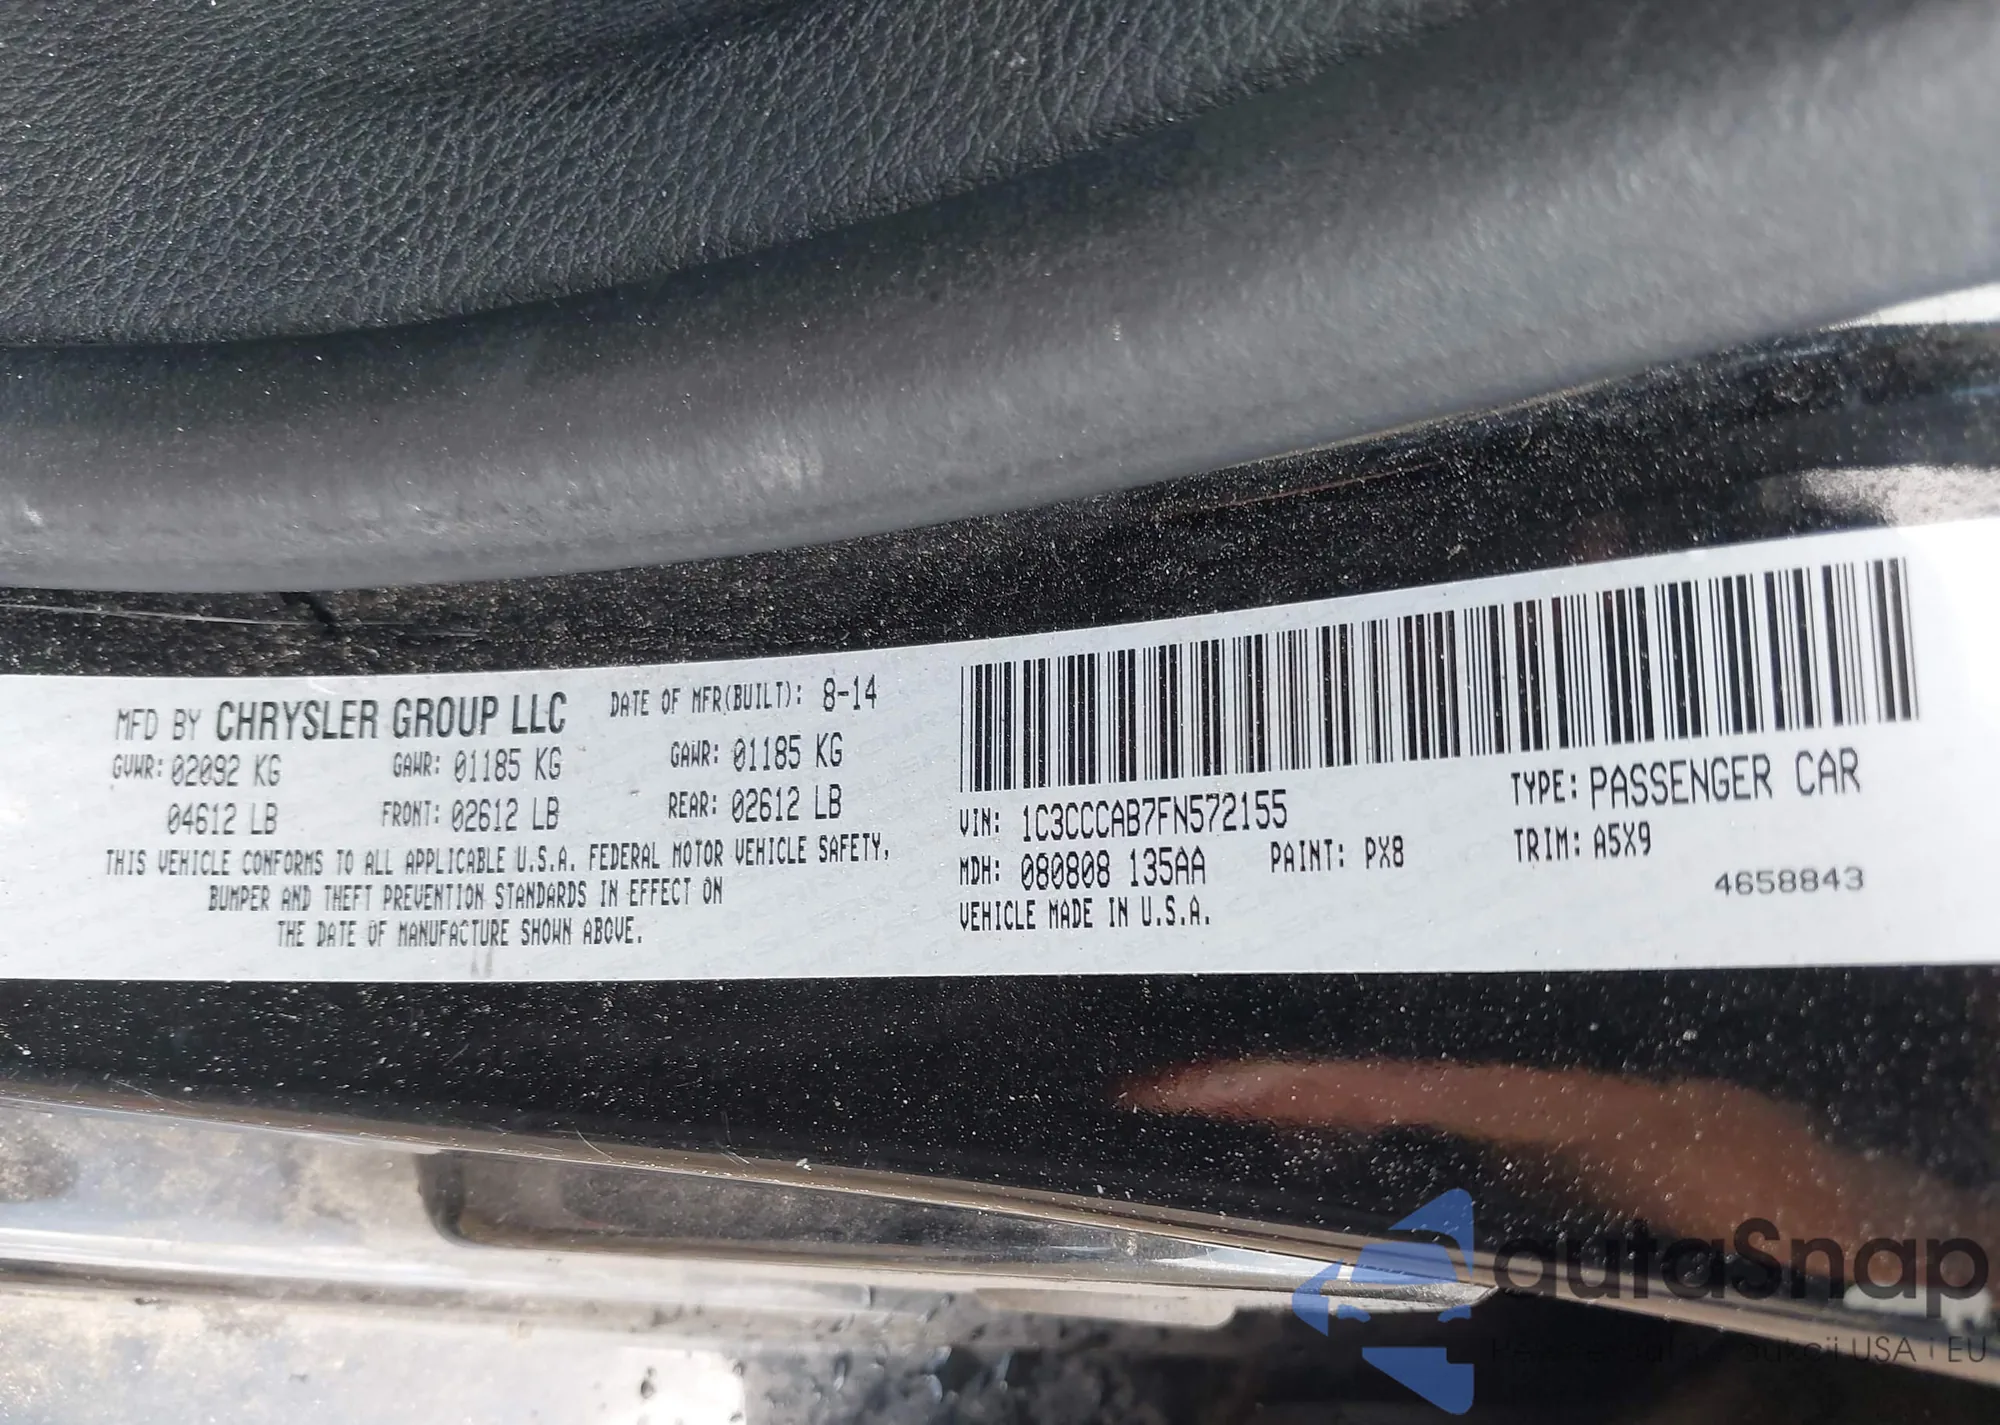 MFD BY CHRYSLER GROUP LLC DATE OF MFR(BUILT): 8-14
GVWR: 02092 KG GAWR: 01185 KG GAWR: 01185 KG
04612 LB FRONT: 02612 LB REAR: 02612 LB
THIS VEHICLE CONFORMS TO ALL APPLICABLE U.S.A. FEDERAL MOTOR VEHICLE SAFETY,
BUMPER AND THEFT PREVENTION STANDARDS IN EFFECT ON
THE DATE OF MANUFACTURE SHOWN ABOVE.
VIN: 1C3CCCAB7FN572155 TYPE: PASSENGER CAR
MDH: 080808 135AA PAINT: PX8 TRIM: A5X9
VEHICLE MADE IN U.S.A. 4658843
autaSnap
USA i EU